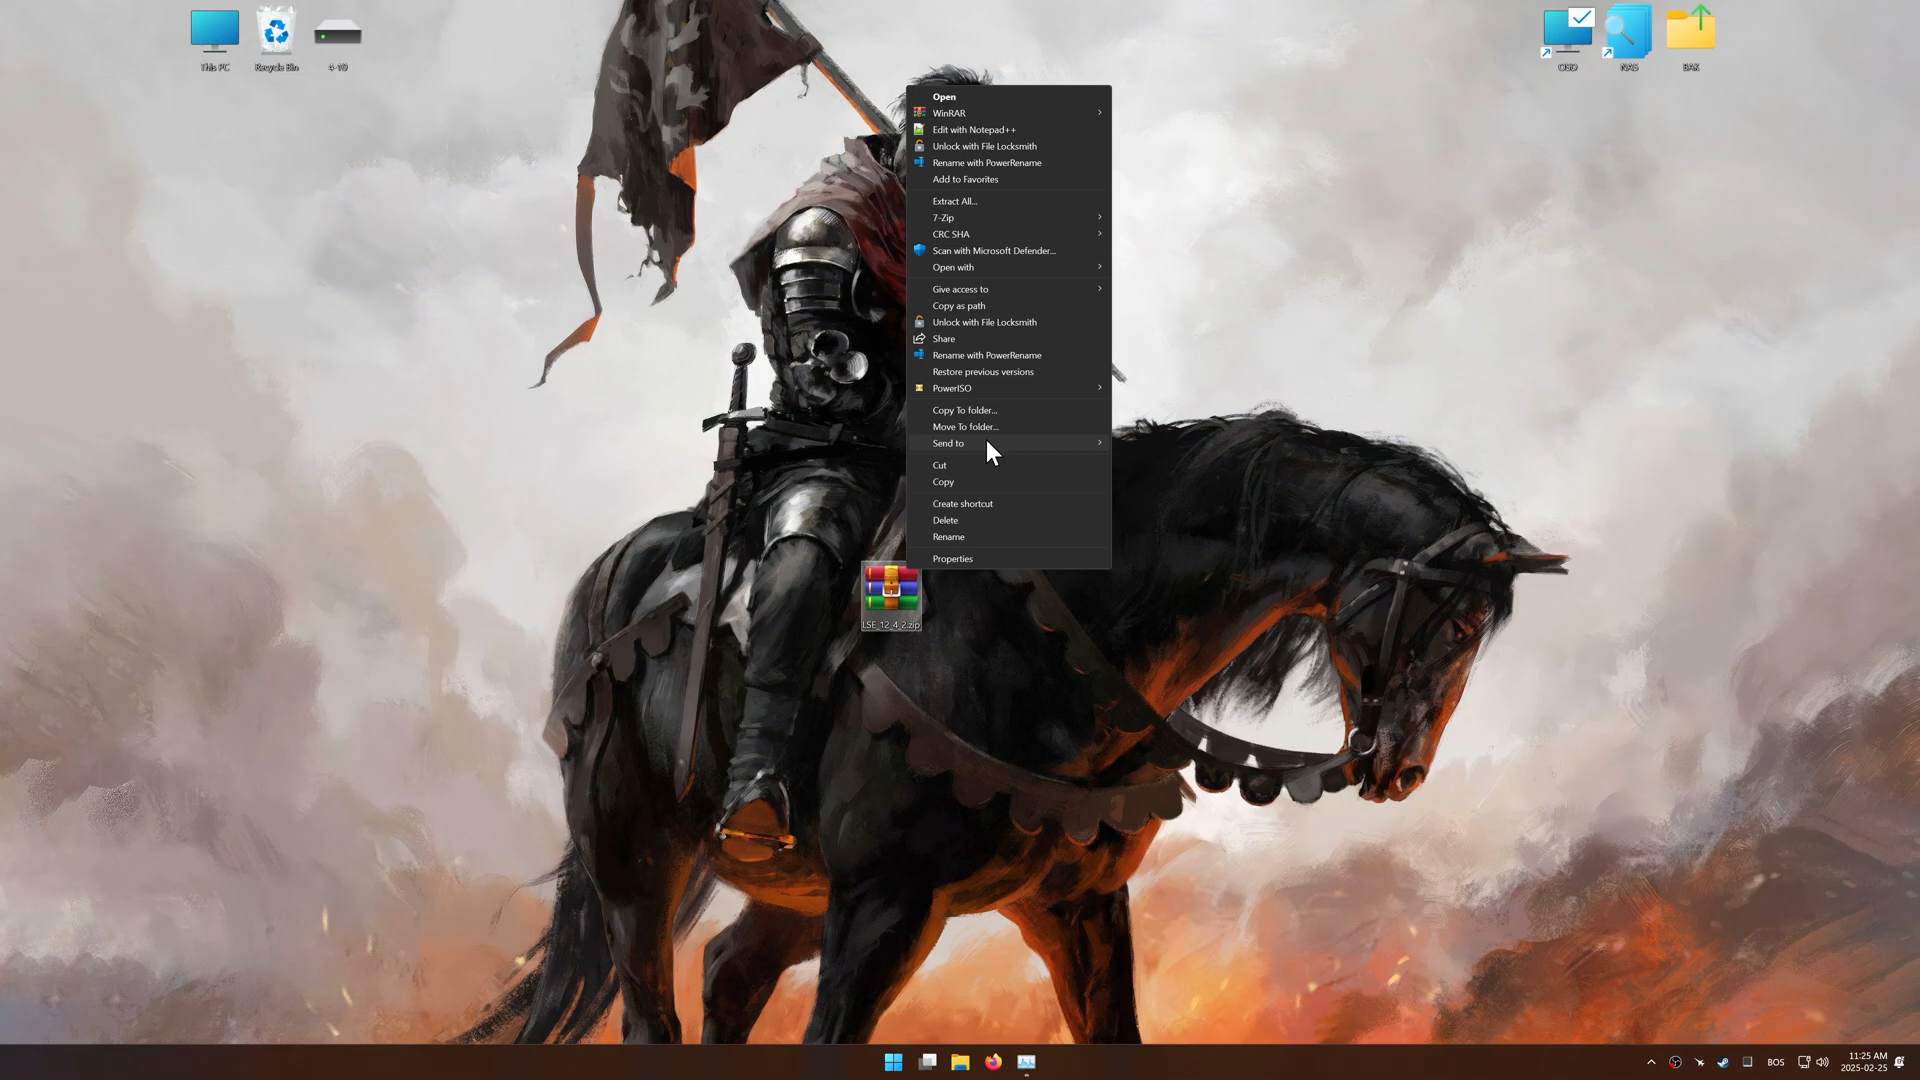 This PC
Recycle Bin
4-10
OSD
NAS
BAK
Open
WinRAR
Edit with Notepad++
Unlock with File Locksmith
Rename with PowerRename
Add to Favorites
Extract All...
7-Zip
CRC SHA
Scan with Microsoft Defender...
Open with
Give access to
Copy as path
Unlock with File Locksmith
Share
Rename with PowerRename
Restore previous versions
PowerISO
Copy To folder...
Move To folder...
Send to
Cut
Copy
Create shortcut
Delete
Rename
Properties
LSE_12_4_2.zip
BOS
11:25 AM
2025-02-25